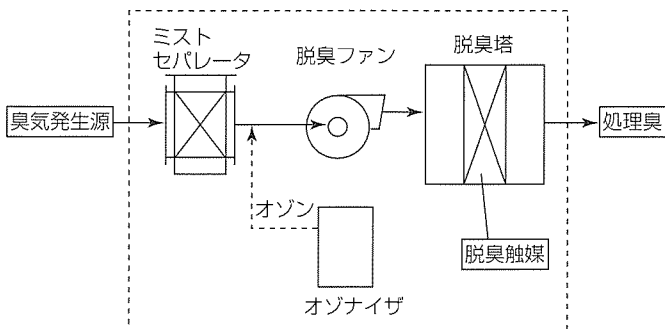 ミスト
セパレータ
脱臭ファン
脱臭塔
臭気発生源
処理臭
オゾン
脱臭触媒
オゾナイザ